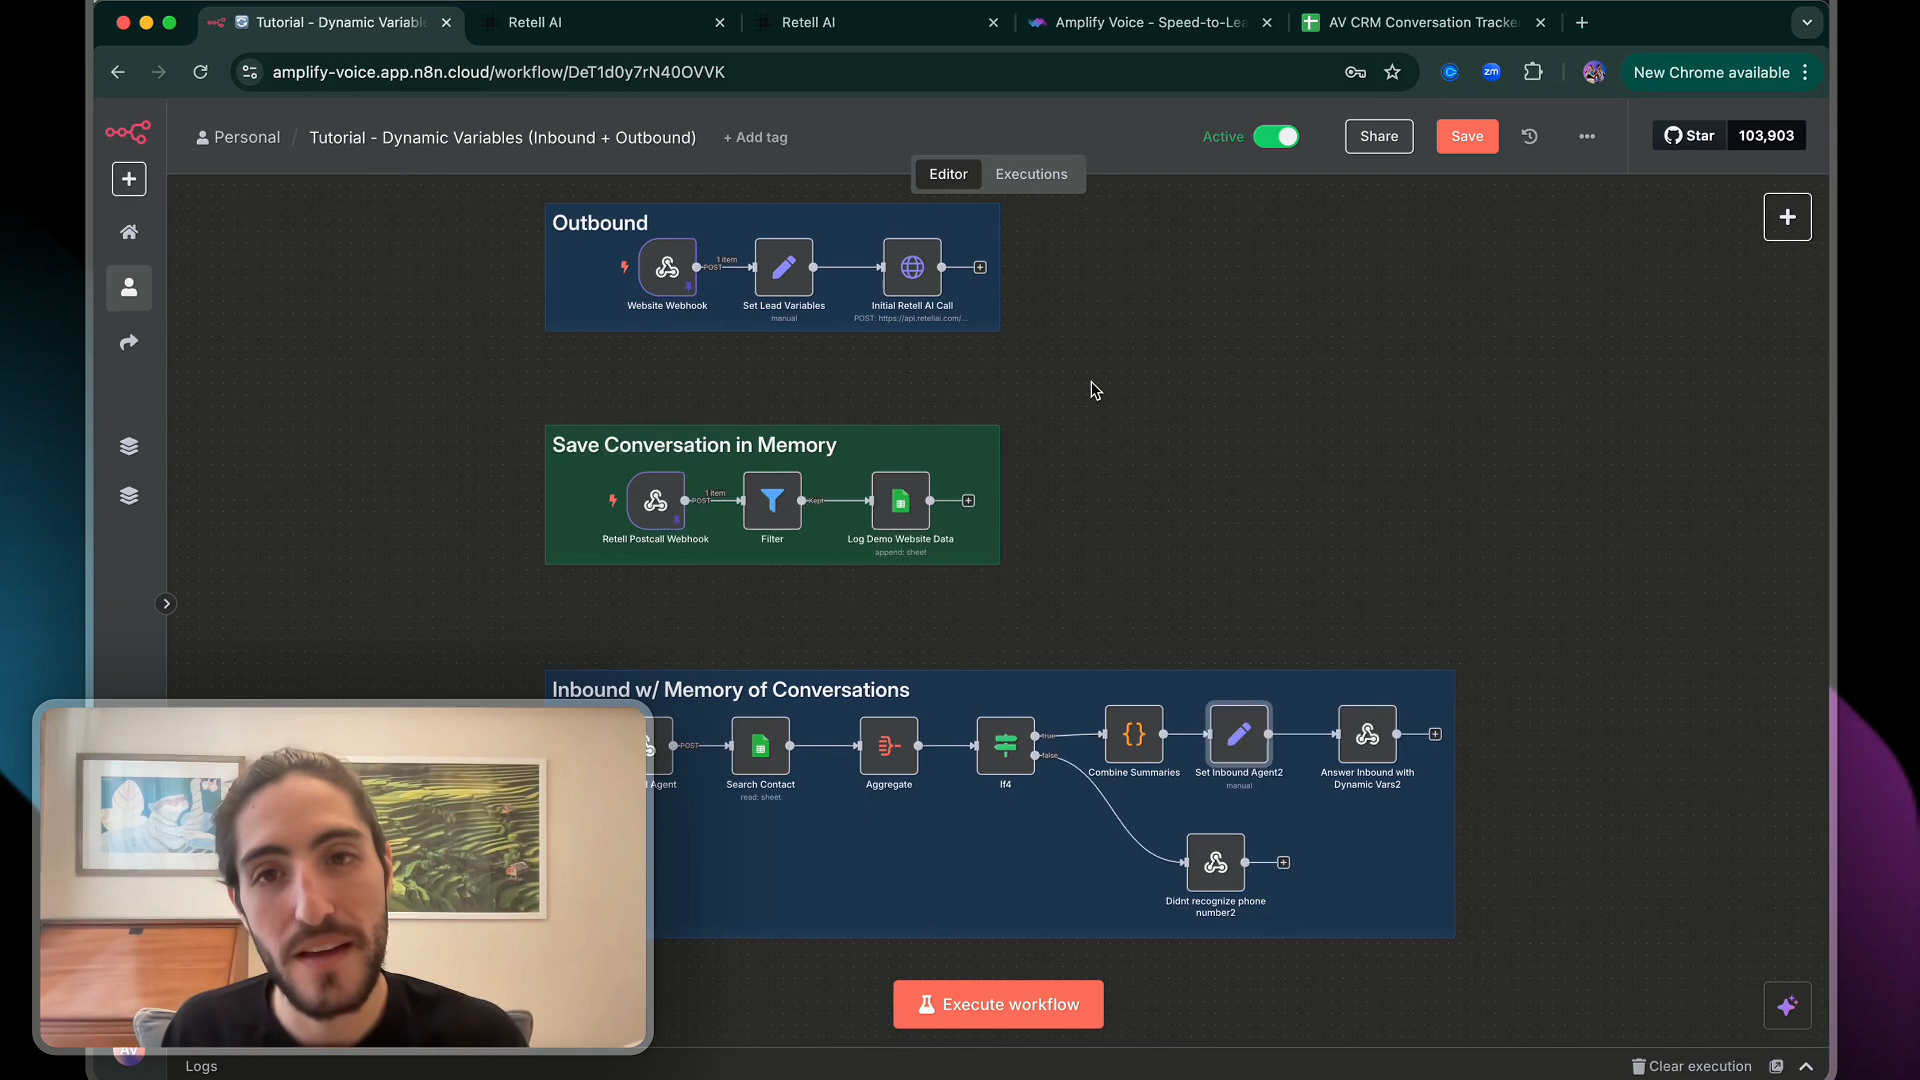 Tutorial - Dynamic Variabl
Retell AI
Retell AI
Amplify Voice - Speed-to-Lea
AV CRM Conversation Tracke
amplify-voice.app.n8n.cloud/workflow/DeT1d0y7rN40OVVK
zm
New Chrome available
Personal / Tutorial - Dynamic Variables (Inbound + Outbound) + Add tag
Active
Share
Save
Star 103,903
Editor Executions
Outbound
1 item
POST
Website Webhook
Set Lead Variables
manual
Initial Retell AI Call
POST: https://api.retellai.com/...
Save Conversation in Memory
1 item
POST
Kept
Retell Postcall Webhook
Filter
Log Demo Website Data
append: sheet
Inbound w/ Memory of Conversations
POST
true
false
Agent
Search Contact
read: sheet
Aggregate
If4
Combine Summaries
Set Inbound Agent2
manual
Answer Inbound with
Dynamic Vars2
Didnt recognize phone
number2
Execute workflow
AV
Logs
Clear execution